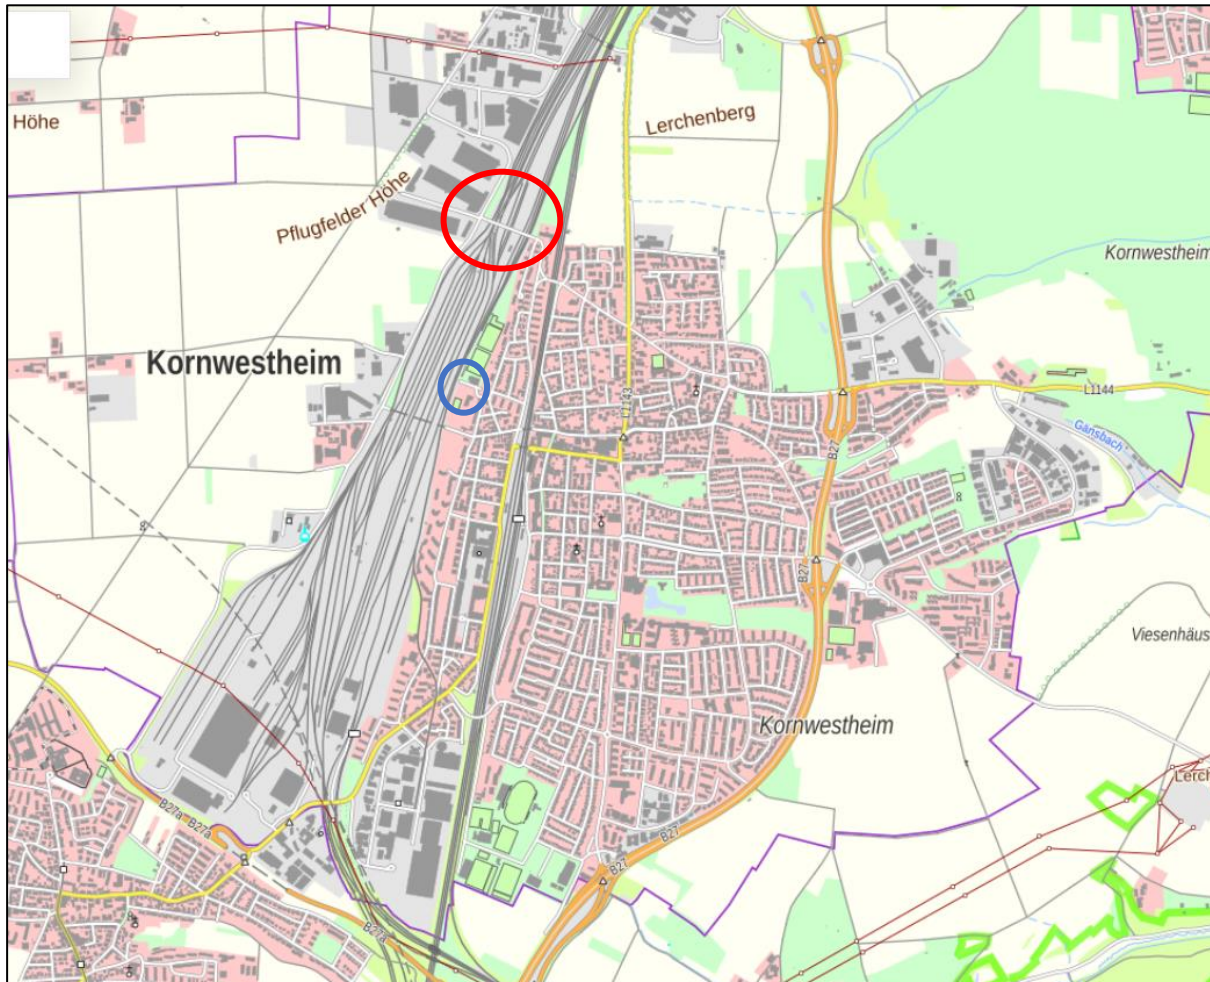 Höhe
Lerchenberg
Pflugfelder Höhe
Kornwestheim
Kornwestheim
L1143
L1144
Gänsbach
B27
B27
Viesenhäus
Kornwestheim
Lerch
B27a
B27a
B27
B27
B27a